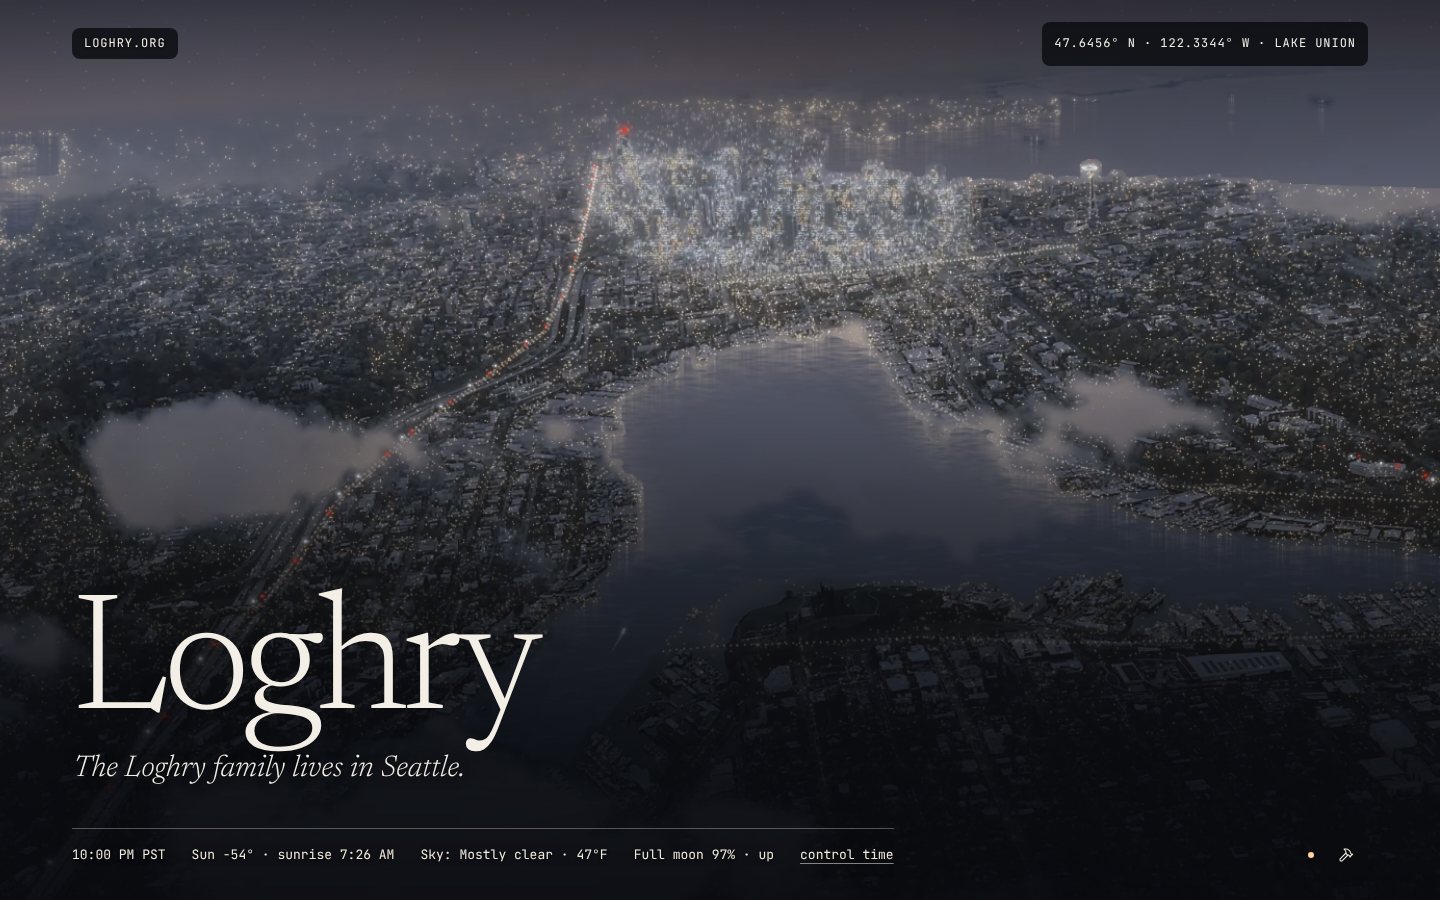 LOGHRY.ORG
47.6456° N · 122.3344° W · LAKE UNION
Loghry
The Loghry family lives in Seattle.
10:00 PM PST Sun -54° · sunrise 7:26 AM Sky: Mostly clear · 47°F Full moon 97% · up control time